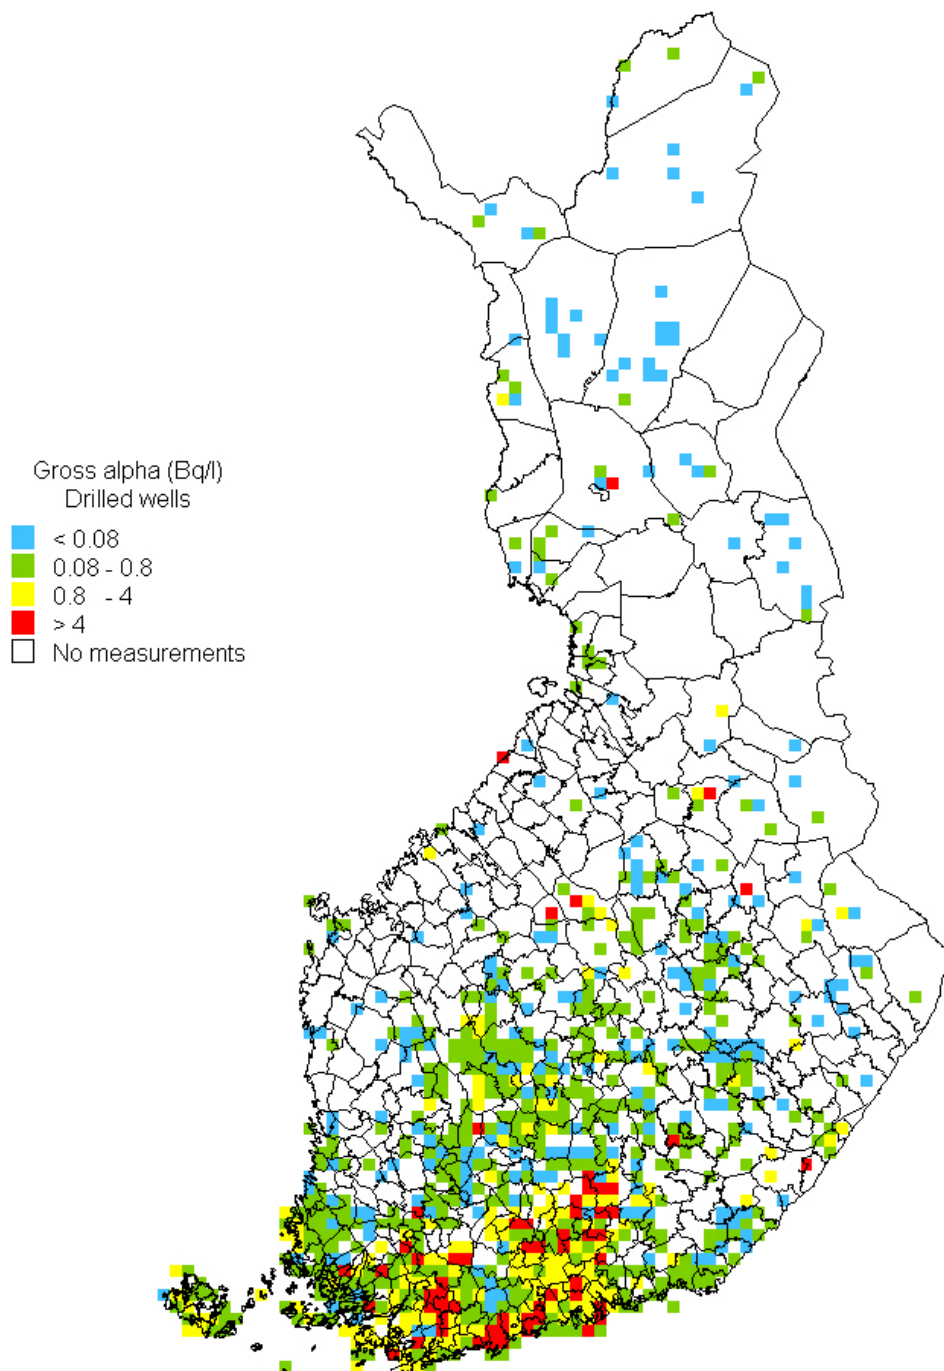 Gross alpha (Bq/l)
Drilled wells
< 0.08
0.08 - 0.8
0.8 - 4
> 4
No measurements